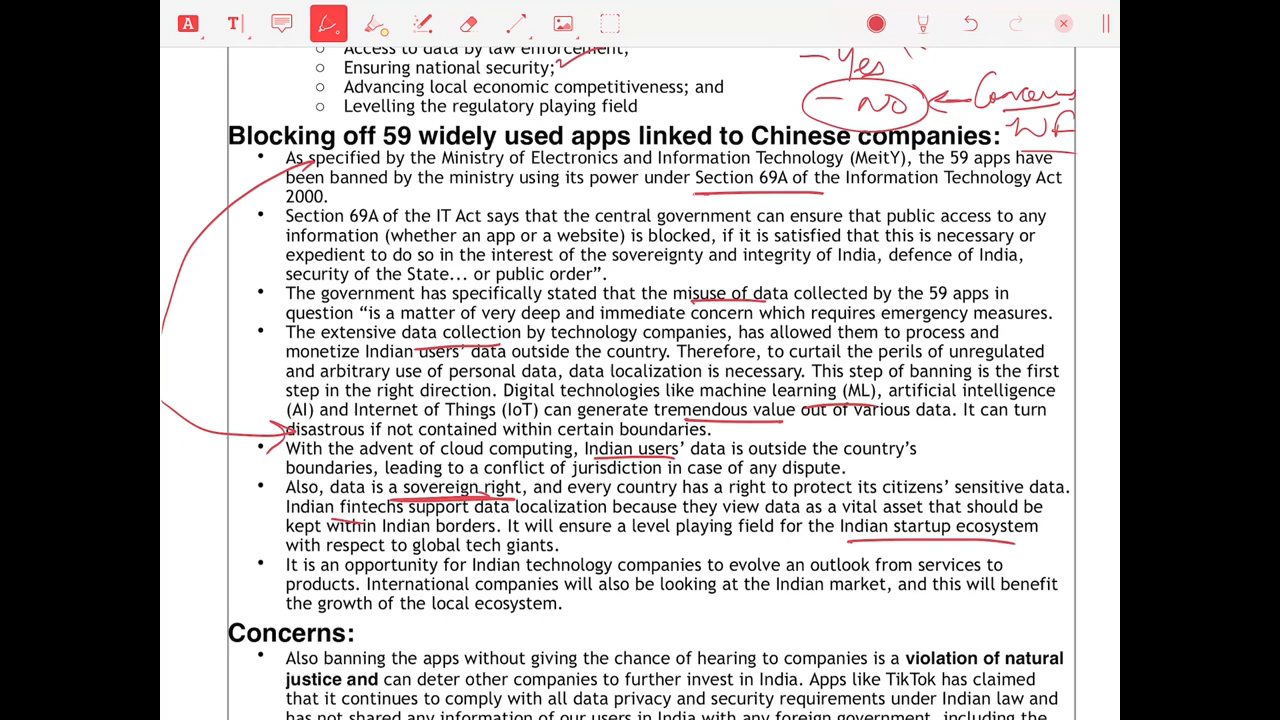 Access to data by law enforcement;
Ensuring national security;
Advancing local economic competitiveness; and
Levelling the regulatory playing field
- Yes
- NO
Concerns
WF
Blocking off 59 widely used apps linked to Chinese companies:
As specified by the Ministry of Electronics and Information Technology (MeitY), the 59 apps have
been banned by the ministry using its power under Section 69A of the Information Technology Act
2000.
Section 69A of the IT Act says that the central government can ensure that public access to any
information (whether an app or a website) is blocked, if it is satisfied that this is necessary or
expedient to do so in the interest of the sovereignty and integrity of India, defence of India,
security of the State... or public order”.
The government has specifically stated that the misuse of data collected by the 59 apps in
question “is a matter of very deep and immediate concern which requires emergency measures.
The extensive data collection by technology companies, has allowed them to process and
monetize Indian users’ data outside the country. Therefore, to curtail the perils of unregulated
and arbitrary use of personal data, data localization is necessary. This step of banning is the first
step in the right direction. Digital technologies like machine learning (ML), artificial intelligence
(AI) and Internet of Things (IoT) can generate tremendous value out of various data. It can turn
disastrous if not contained within certain boundaries.
With the advent of cloud computing, Indian users’ data is outside the country’s
boundaries, leading to a conflict of jurisdiction in case of any dispute.
Also, data is a sovereign right, and every country has a right to protect its citizens’ sensitive data.
Indian fintechs support data localization because they view data as a vital asset that should be
kept within Indian borders. It will ensure a level playing field for the Indian startup ecosystem
with respect to global tech giants.
It is an opportunity for Indian technology companies to evolve an outlook from services to
products. International companies will also be looking at the Indian market, and this will benefit
the growth of the local ecosystem.
Concerns:
Also banning the apps without giving the chance of hearing to companies is a violation of natural
justice and can deter other companies to further invest in India. Apps like TikTok has claimed
that it continues to comply with all data privacy and security requirements under Indian law and
has not shared any information of our users in India with any foreign government, including the